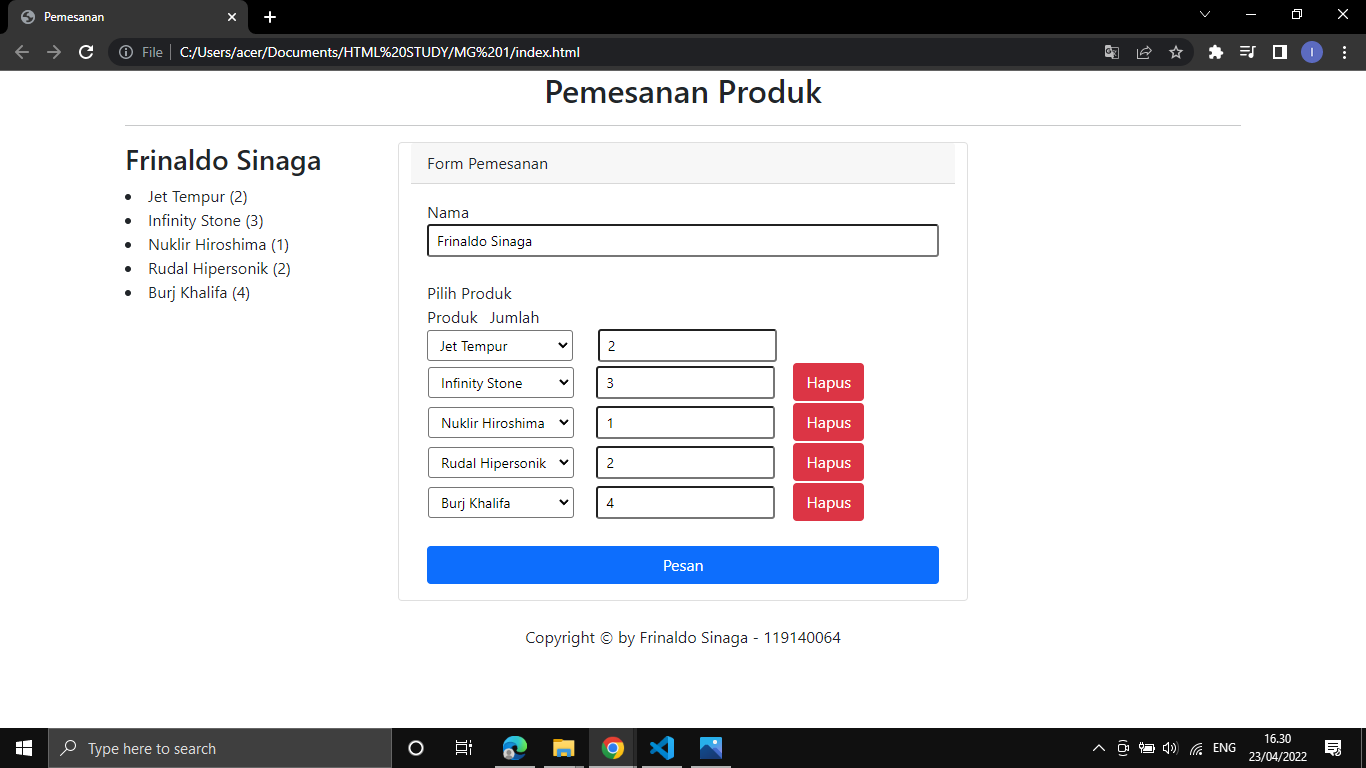 Pemesanan
File
C:/Users/acer/Documents/HTML%20STUDY/MG%201/index.html
I
Pemesanan Produk
Frinaldo Sinaga
Jet Tempur (2)
Infinity Stone (3)
Nuklir Hiroshima (1)
Rudal Hipersonik (2)
Burj Khalifa (4)
Form Pemesanan
Nama
Frinaldo Sinaga
Pilih Produk
Produk Jumlah
Jet Tempur 2
Infinity Stone 3 Hapus
Nuklir Hiroshima 1 Hapus
Rudal Hipersonik 2 Hapus
Burj Khalifa 4 Hapus
Pesan
Copyright © by Frinaldo Sinaga - 119140064
Type here to search
ENG
16.30
23/04/2022